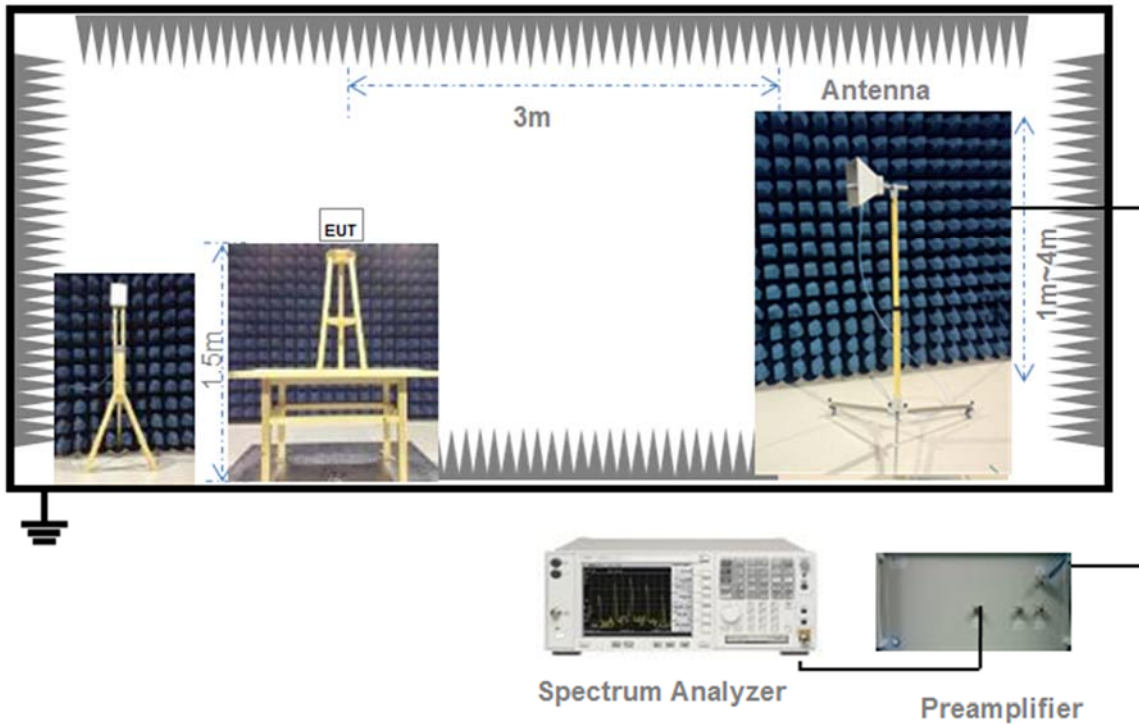 Antenna
3m
EUT
1.5m
1m~4m
Spectrum Analyzer
Preamplifier